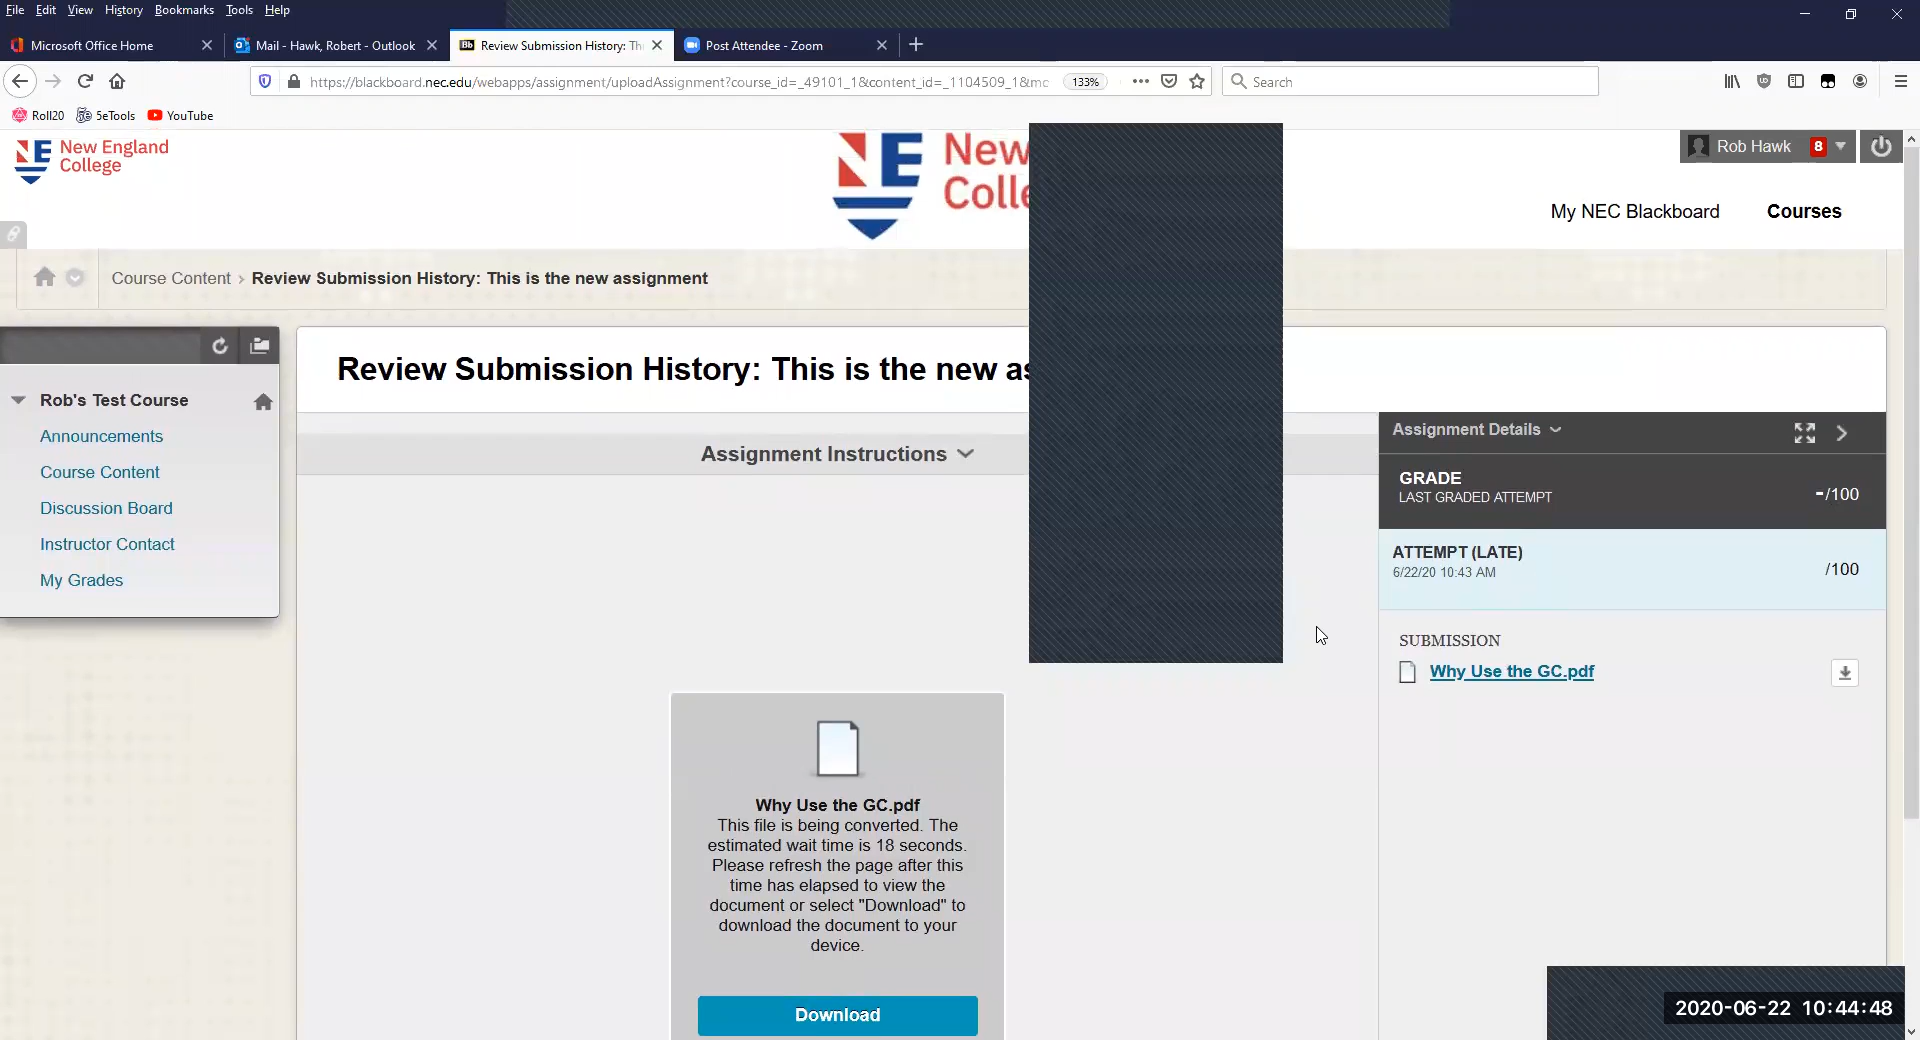 File Edit View History Bookmarks Tools Help
Microsoft Office Home
Mail - Hawk, Robert - Outlook
Review Submission History: Th
Post Attendee - Zoom
https://blackboard.nec.edu/webapps/assignment/uploadAssignment?course_id=_49101_1&content_id=_1104509_1&mc
133%
Search
Roll20 5eTools YouTube
New England
College
New
Colle
Rob Hawk 8
My NEC Blackboard Courses
Course Content › Review Submission History: This is the new assignment
Rob's Test Course
Announcements
Course Content
Discussion Board
Instructor Contact
My Grades
Review Submission History: This is the new as
Assignment Instructions
Assignment Details
GRADE
LAST GRADED ATTEMPT
-/100
ATTEMPT (LATE)
6/22/20 10:43 AM
/100
SUBMISSION
Why Use the GC.pdf
Why Use the GC.pdf
This file is being converted. The
estimated wait time is 18 seconds.
Please refresh the page after this
time has elapsed to view the
document or select "Download" to
download the document to your
device.
Download
2020-06-22 10:44:48